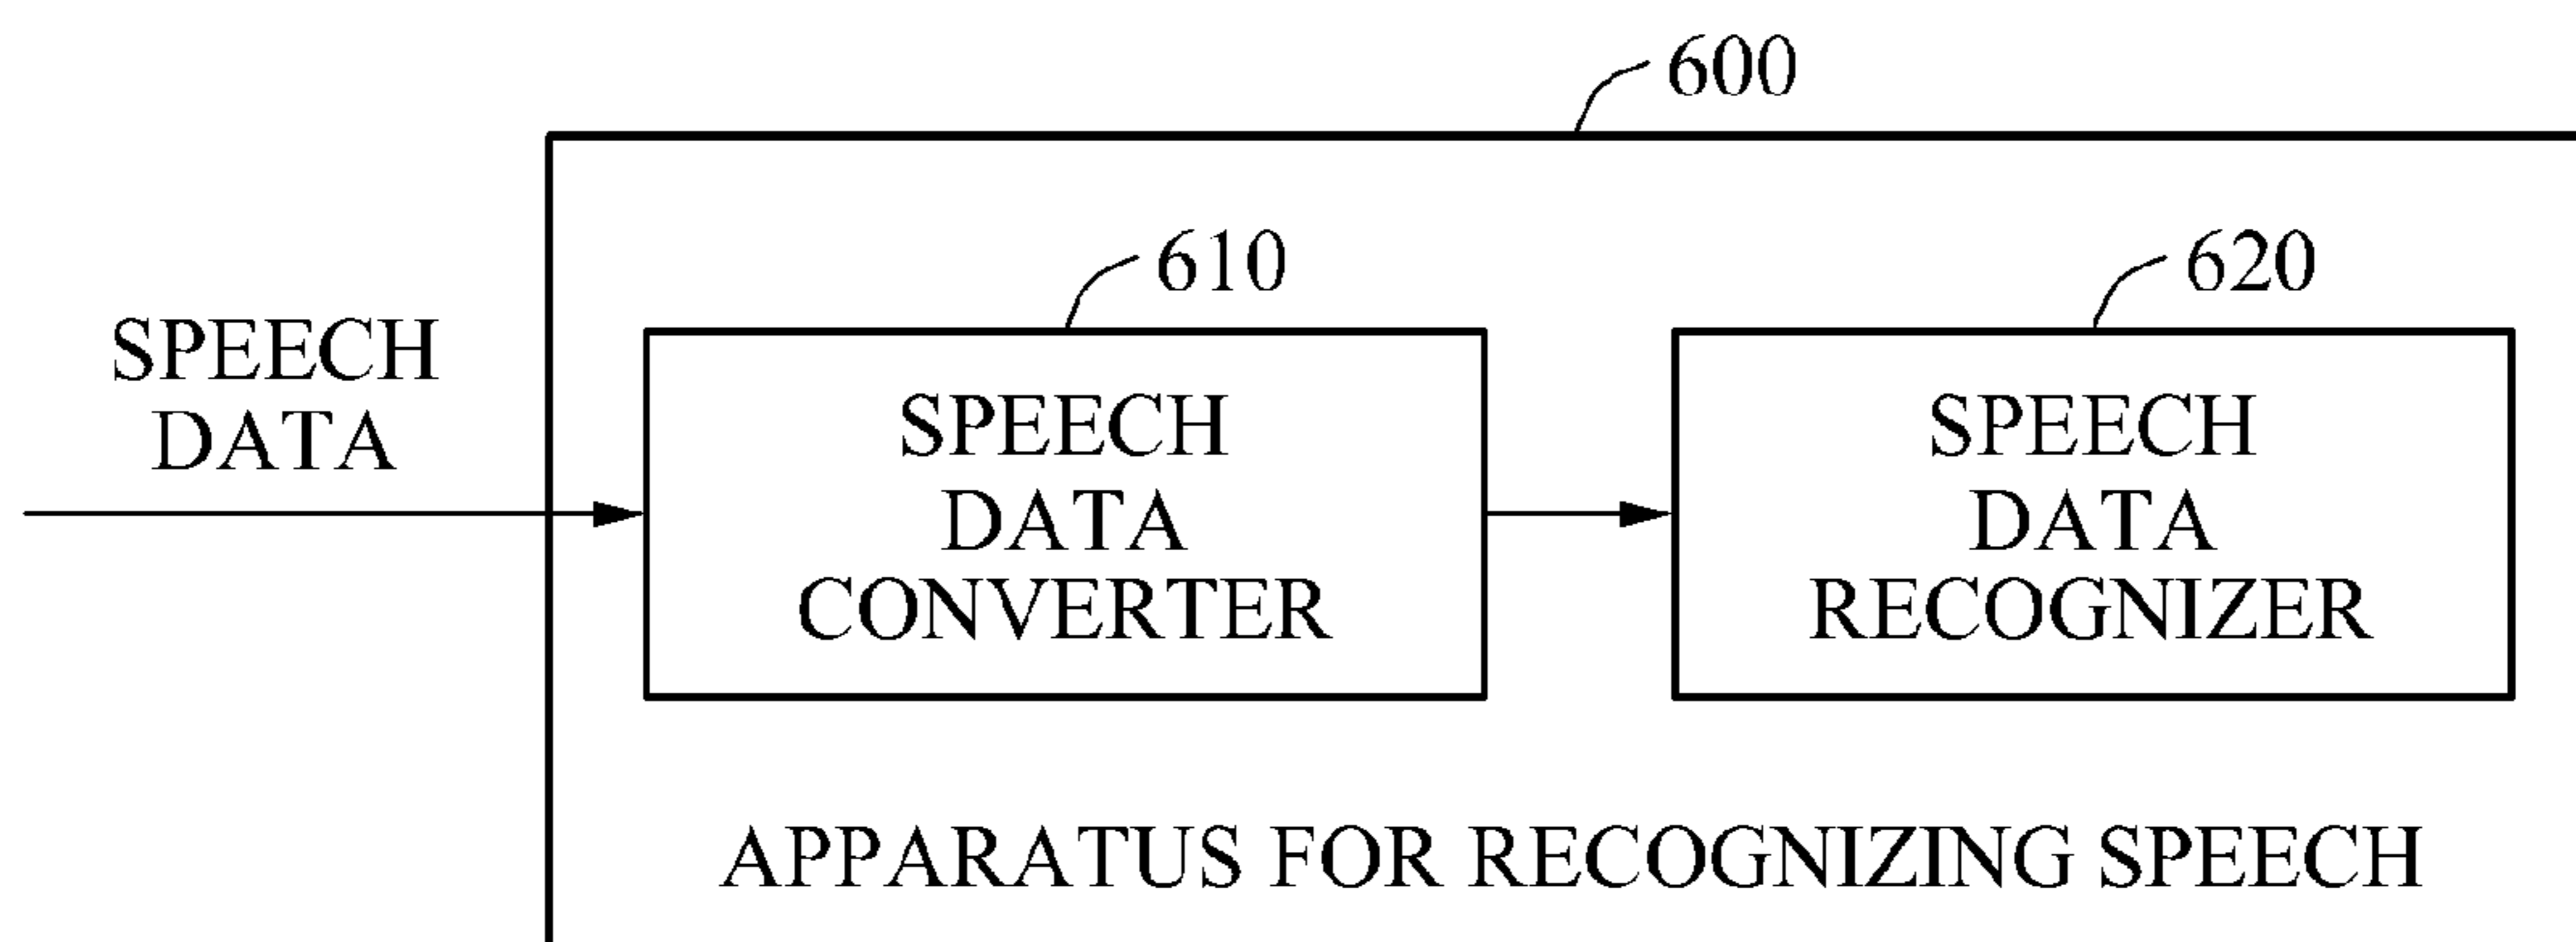 600
610
620
SPEECH
DATA
SPEECH
DATA
CONVERTER
SPEECH
DATA
RECOGNIZER
APPARATUS FOR RECOGNIZING SPEECH